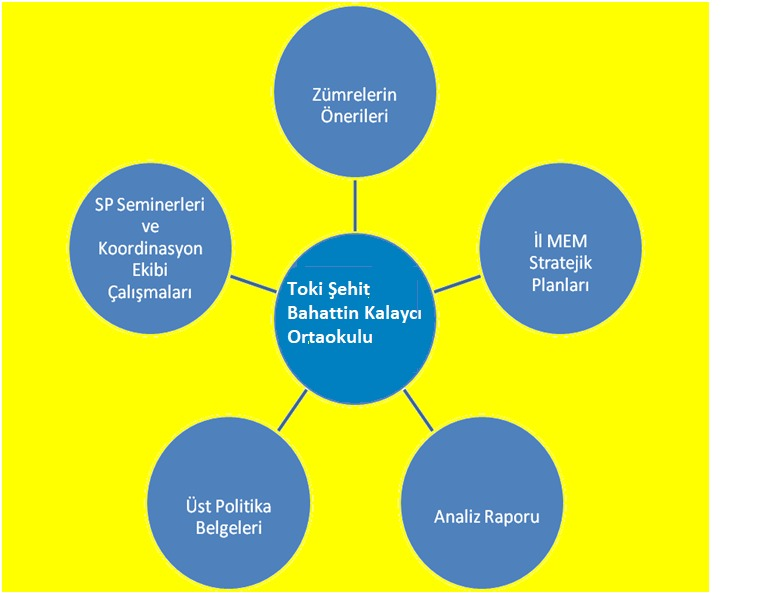 Zümrelerin
Önerileri
SP Seminerleri
ve
Koordinasyon
Ekibi
Çalışmaları
İl MEM
Stratejik
Planları
Toki Şehit
Bahattin Kalaycı
Ortaokulu
Üst Politika
Belgeleri
Analiz Raporu